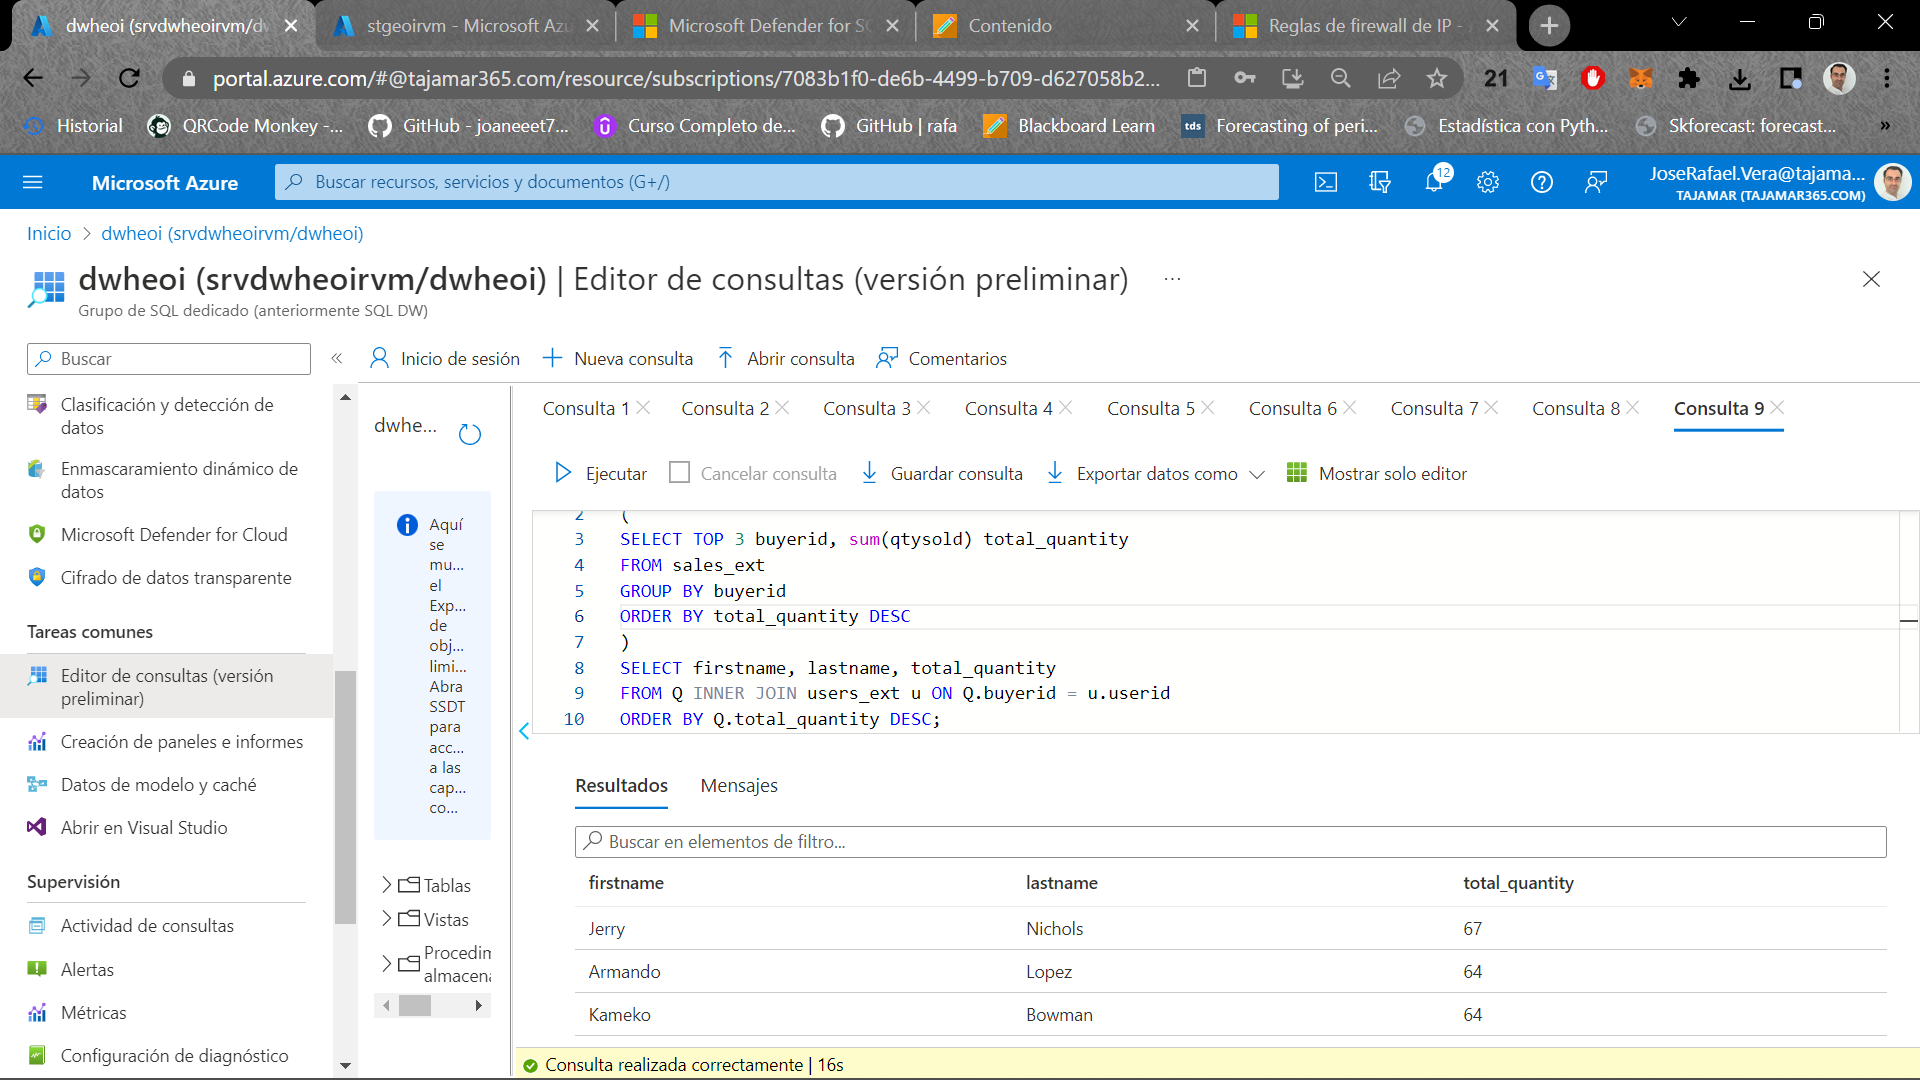 dwheoi (srvdwheoirvm/dw
stgeoirvm - Microsoft Azu
Microsoft Defender for S
Contenido
Reglas de firewall de IP -
portal.azure.com/#@tajamar365.com/resource/subscriptions/7083b1f0-de6b-4499-b709-d627058b2...
21
Historial
QRCode Monkey -...
GitHub - joaneeet7...
Curso Completo de...
GitHub | rafa
Blackboard Learn
tds
Forecasting of peri...
Estadística con Pyth...
Skforecast: forecast...
»
Microsoft Azure
Buscar recursos, servicios y documentos (G+/)
12
JoseRafael.Vera@tajama...
TAJAMAR (TAJAMAR365.COM)
Inicio > dwheoi (srvdwheoirvm/dwheoi)
dwheoi (srvdwheoirvm/dwheoi) | Editor de consultas (versión preliminar) ...
Grupo de SQL dedicado (anteriormente SQL DW)
Buscar
«
Inicio de sesión
Nueva consulta
Abrir consulta
Comentarios
Clasificación y detección de
datos
Enmascaramiento dinámico de
datos
Microsoft Defender for Cloud
Cifrado de datos transparente
Tareas comunes
Editor de consultas (versión
preliminar)
Creación de paneles e informes
Datos de modelo y caché
Abrir en Visual Studio
Supervisión
Actividad de consultas
Alertas
Métricas
Configuración de diagnóstico
dwhe...
Aquí
se
mu...
el
Exp...
de
obj...
limi...
Abra
SSDT
para
acc...
a las
cap...
co...
Tablas
Vistas
Procedim
almacena
Consulta 1
Consulta 2
Consulta 3
Consulta 4
Consulta 5
Consulta 6
Consulta 7
Consulta 8
Consulta 9
Ejecutar
Cancelar consulta
Guardar consulta
Exportar datos como
Mostrar solo editor
2 (
3 SELECT TOP 3 buyerid, sum(qtysold) total_quantity
4 FROM sales_ext
5 GROUP BY buyerid
6 ORDER BY total_quantity DESC
7 )
8 SELECT firstname, lastname, total_quantity
9 FROM Q INNER JOIN users_ext u ON Q.buyerid = u.userid
10 ORDER BY Q.total_quantity DESC;
Resultados
Mensajes
Buscar en elementos de filtro...
firstname lastname total_quantity
Jerry Nichols 67
Armando Lopez 64
Kameko Bowman 64
Consulta realizada correctamente | 16s